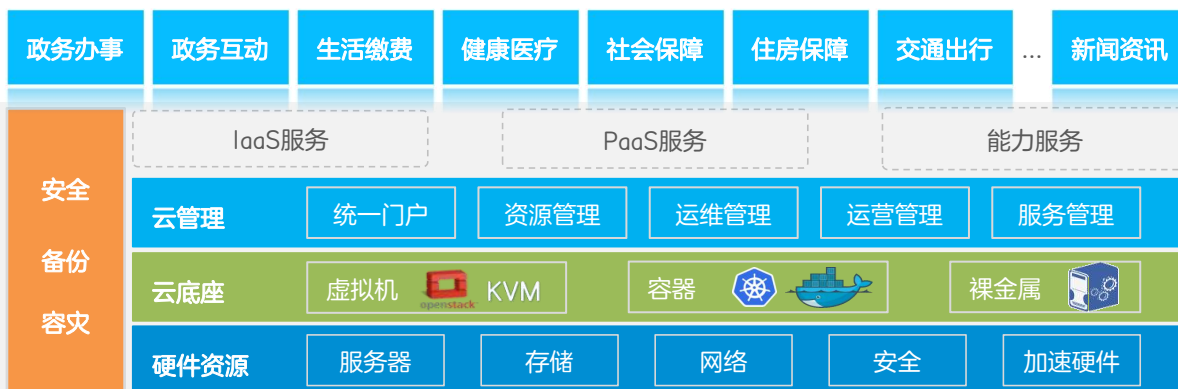 政务办事
政务互动
生活缴费
健康医疗
社会保障
住房保障
交通出行
...
新闻资讯
安全
备份
容灾
IaaS服务
PaaS服务
能力服务
云管理
统一门户
资源管理
运维管理
运营管理
服务管理
云底座
虚拟机
openstack
KVM
容器
裸金属
硬件资源
服务器
存储
网络
安全
加速硬件